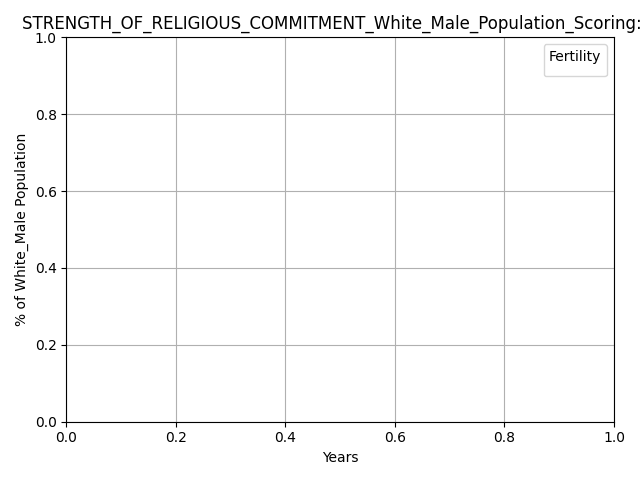 STRENGTH_OF_RELIGIOUS_COMMITMENT_White_Male_Population_Scoring:
Fertility
% of White_Male Population
1.0
0.8
0.6
0.4
0.2
0.0
0.0 0.2 0.4 0.6 0.8 1.0
Years